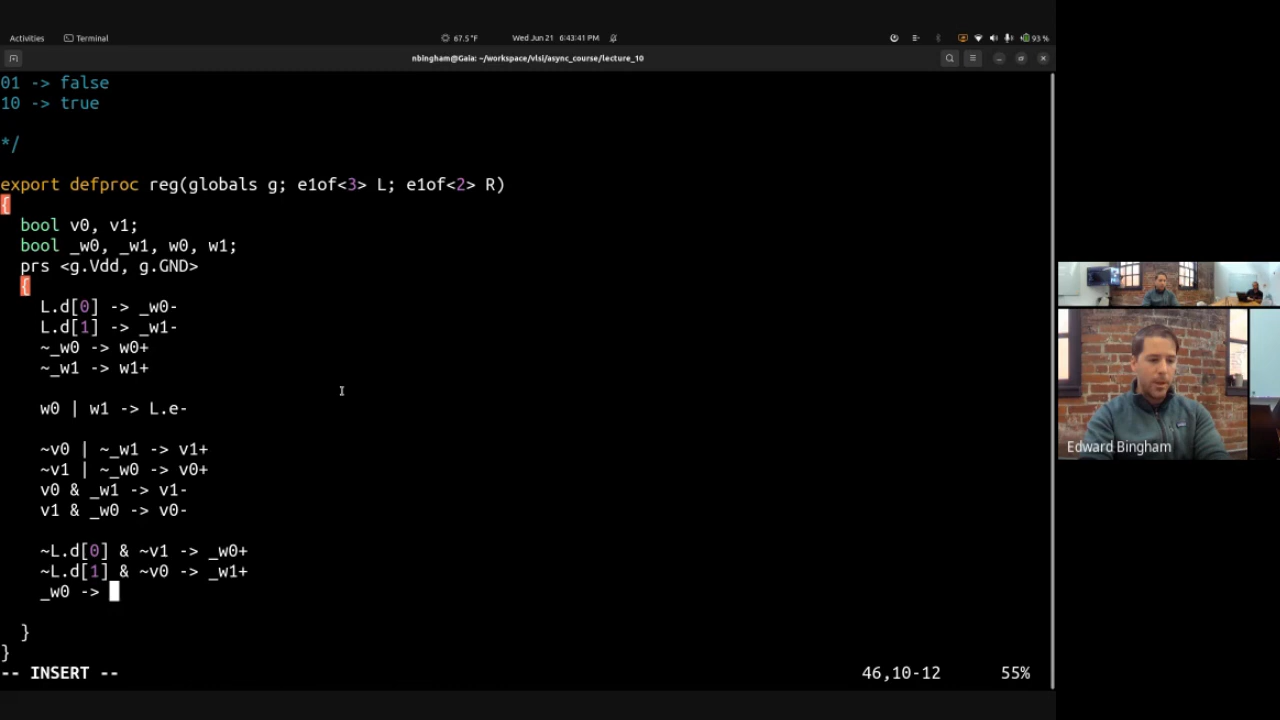 Activities
Terminal
67.5 °F
Wed Jun 21 6:43:41 PM
93 %
nbingham@Gaia: ~/workspace/vlsi/async_course/lecture_10
01 -> false
10 -> true
*/
export defproc reg(globals g; e1of<3> L; e1of<2> R)
{
bool v0, v1;
bool _w0, _w1, w0, w1;
prs <g.Vdd, g.GND>
{
L.d[0] -> _w0-
L.d[1] -> _w1-
~_w0 -> w0+
~_w1 -> w1+
w0 | w1 -> L.e-
~v0 | ~_w1 -> v1+
~v1 | ~_w0 -> v0+
v0 & _w1 -> v1-
v1 & _w0 -> v0-
~L.d[0] & ~v1 -> _w0+
~L.d[1] & ~v0 -> _w1+
_w0 ->
}
}
-- INSERT --
46,10-12
55%
Edward Bingham